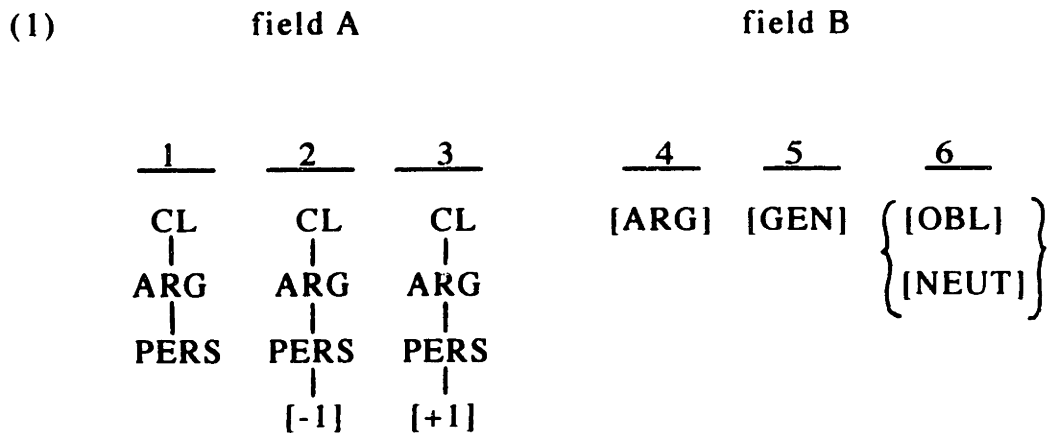 (1) field A field B
1 2 3 4 5 6
CL CL CL [ARG] [GEN] [OBL]
ARG ARG ARG [NEUT]
PERS PERS PERS
[-1] [+1]